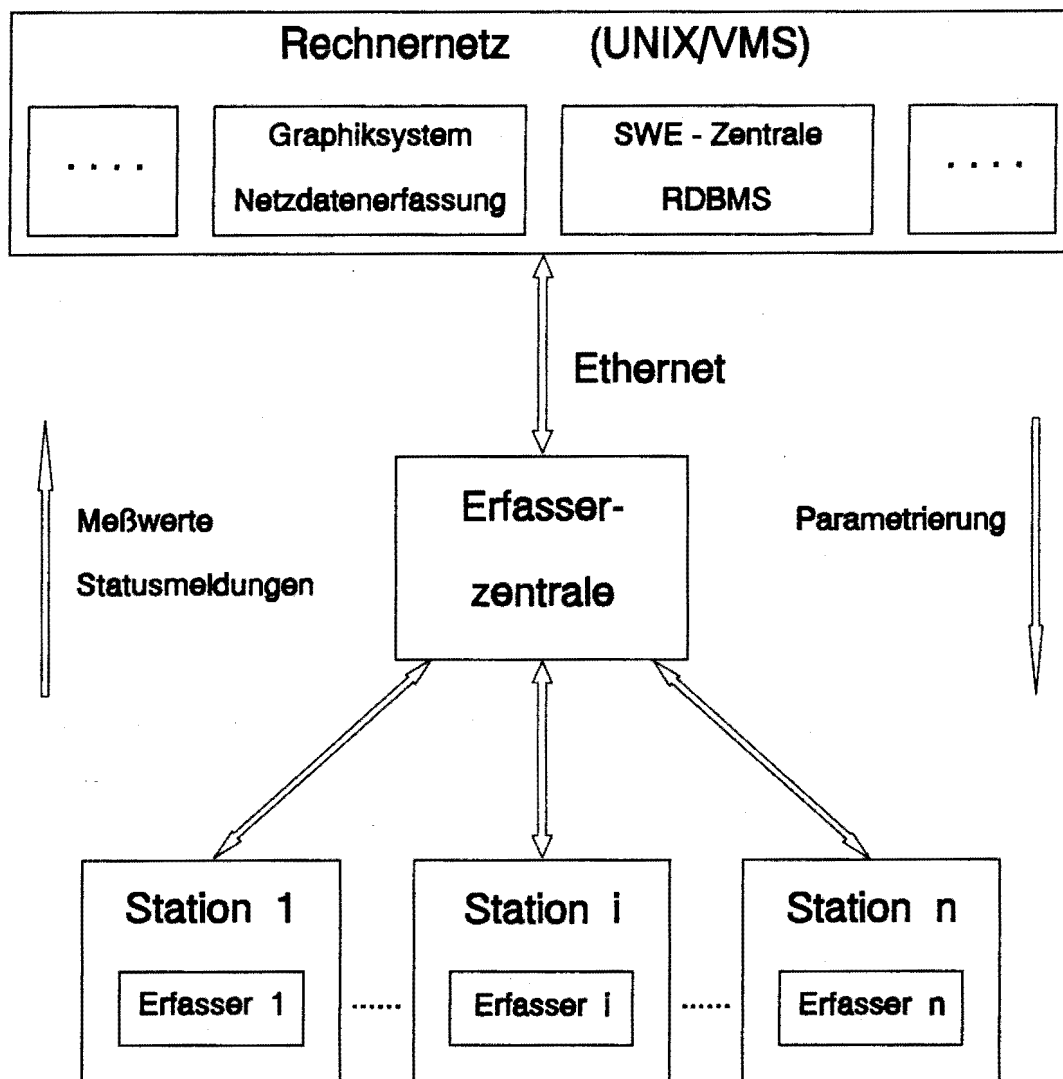 Rechnernetz (UNIX/VMS)
. . . .
Graphiksystem
Netzdatenerfassung
SWE - Zentrale
RDBMS
. . . .
Ethernet
Meßwerte
Statusmeldungen
Erfasser-
zentrale
Parametrierung
Station 1
Erfasser 1
......
Station i
Erfasser i
......
Station n
Erfasser n